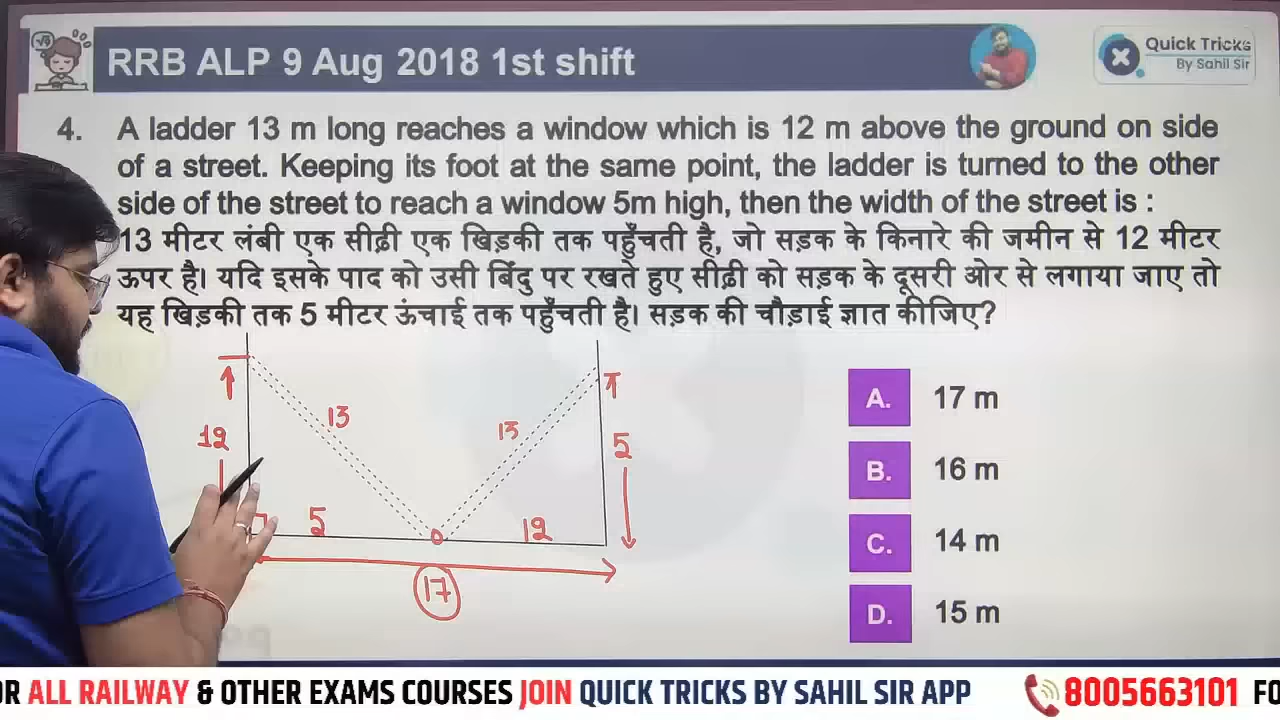 RRB ALP 9 Aug 2018 1st shift
Quick Tricks
By Sahil Sir
4. A ladder 13 m long reaches a window which is 12 m above the ground on side
of a street. Keeping its foot at the same point, the ladder is turned to the other
side of the street to reach a window 5m high, then the width of the street is :
13 मीटर लंबी एक सीढ़ी एक खिड़की तक पहुँचती है, जो सड़क के किनारे की जमीन से 12 मीटर
ऊपर है। यदि इसके पाद को उसी बिंदु पर रखते हुए सीढ़ी को सड़क के दूसरी ओर से लगाया जाए तो
यह खिड़की तक 5 मीटर ऊंचाई तक पहुँचती है। सड़क की चौड़ाई ज्ञात कीजिए?
12
13
13
5
5
12
17
A. 17 m
B. 16 m
C. 14 m
D. 15 m
OR ALL RAILWAY & OTHER EXAMS COURSES JOIN QUICK TRICKS BY SAHIL SIR APP 8005663101 FO